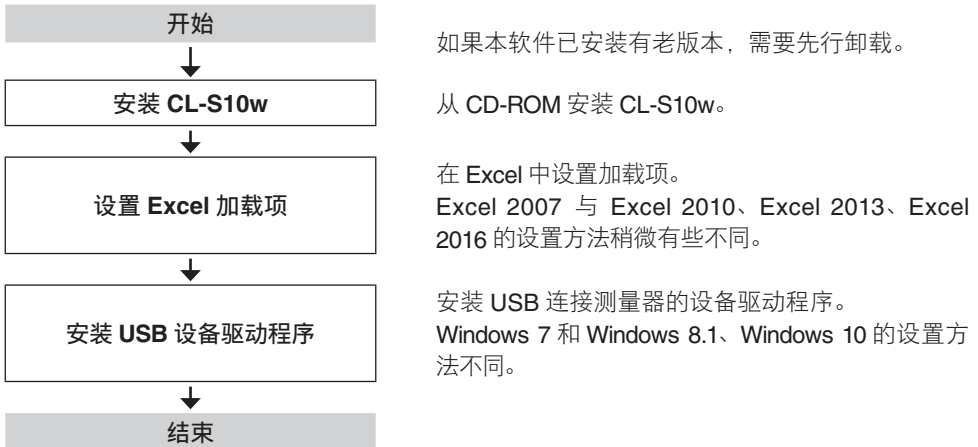 开始
如果本软件已安装有老版本，需要先行卸载。
安装 CL-S10w
从 CD-ROM 安装 CL-S10w。
设置 Excel 加载项
在 Excel 中设置加载项。
Excel 2007 与 Excel 2010、Excel 2013、Excel
2016 的设置方法稍微有些不同。
安装 USB 设备驱动程序
安装 USB 连接测量器的设备驱动程序。
Windows 7 和 Windows 8.1、Windows 10 的设置方
法不同。
结束